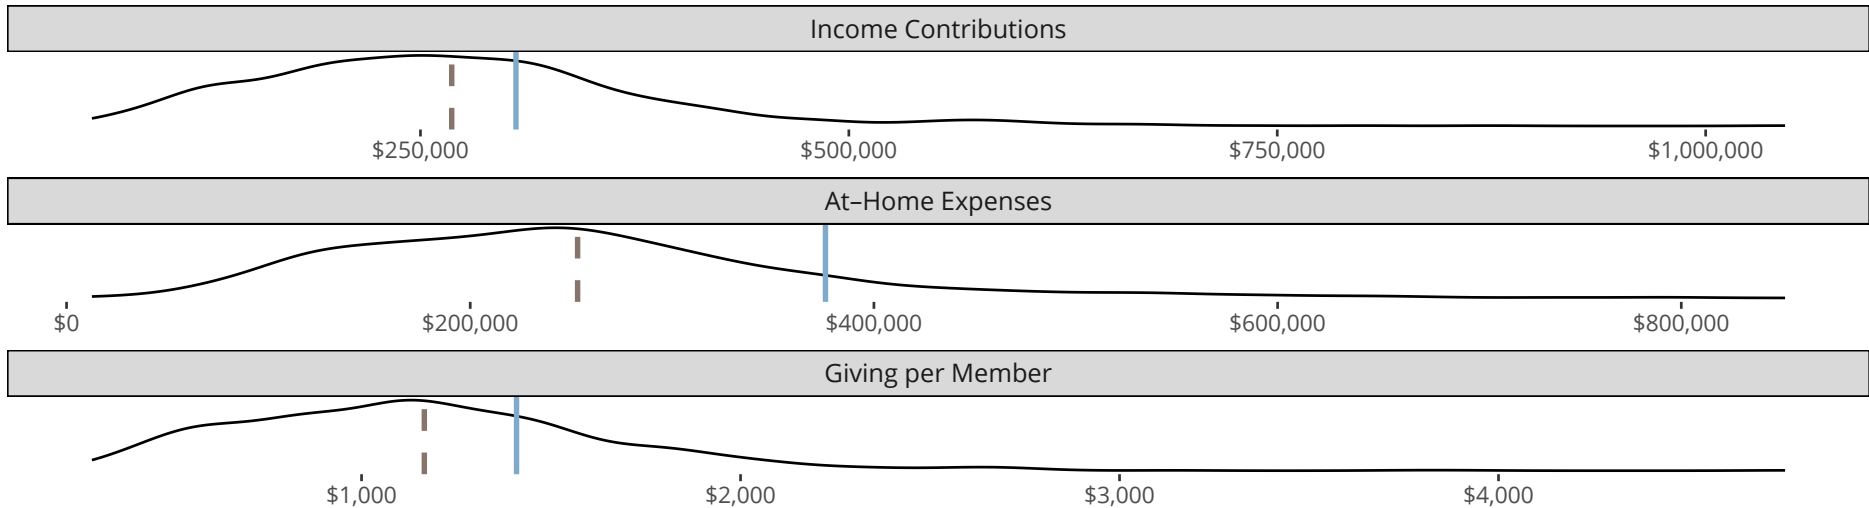 Income Contributions
$250,000 $500,000 $750,000 $1,000,000
At–Home Expenses
$0 $200,000 $400,000 $600,000 $800,000
Giving per Member
$1,000 $2,000 $3,000 $4,000